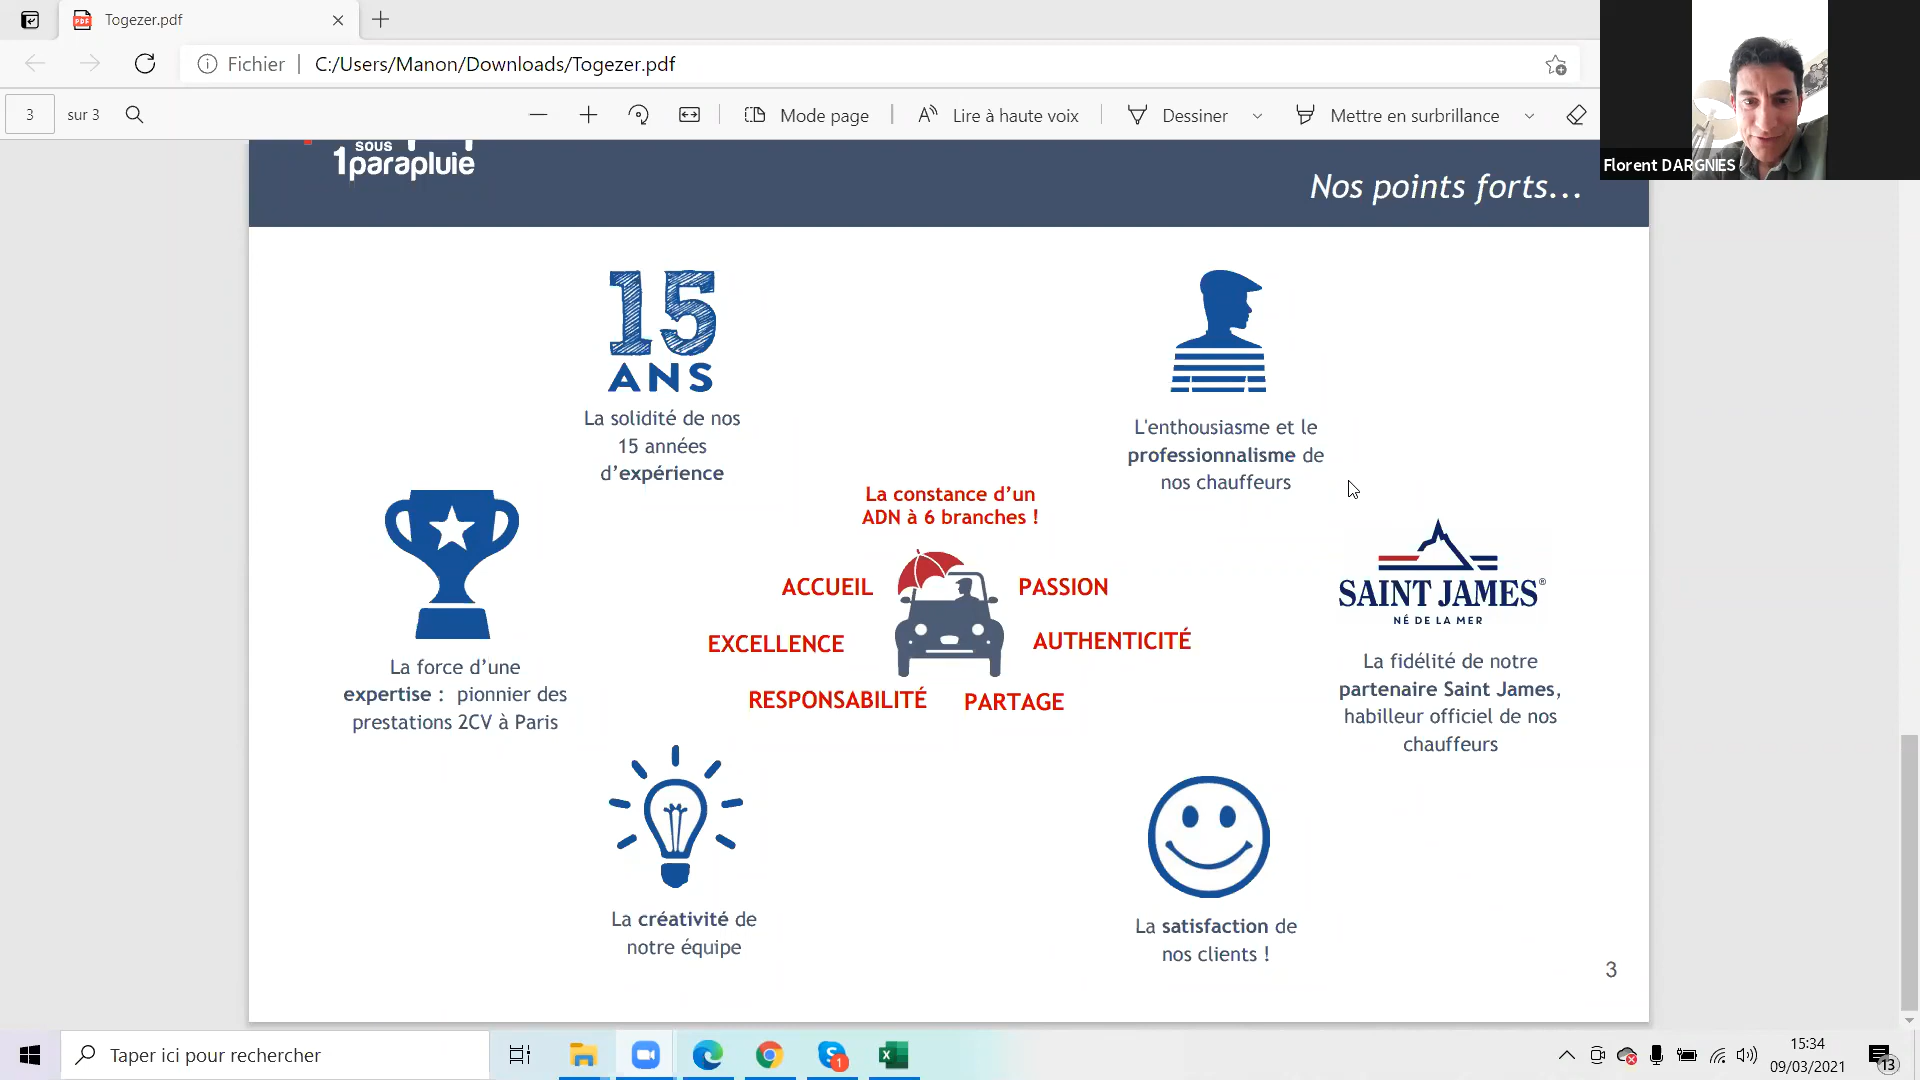 Togezer.pdf
Fichier
C:/Users/Manon/Downloads/Togezer.pdf
3
sur 3
Mode page
Lire à haute voix
Dessiner
Mettre en surbrillance
Florent DARGNIES
SOUS
1parapluie
Nos points forts...
15
ANS
La solidité de nos
15 années
d’expérience
L'enthousiasme et le
professionnalisme de
nos chauffeurs
La constance d’un
ADN à 6 branches !
ACCUEIL
PASSION
EXCELLENCE
AUTHENTICITÉ
RESPONSABILITÉ
PARTAGE
La force d’une
expertise : pionnier des
prestations 2CV à Paris
SAINT JAMES®
NÉ DE LA MER
La fidélité de notre
partenaire Saint James,
habilleur officiel de nos
chauffeurs
La créativité de
notre équipe
La satisfaction de
nos clients !
3
Taper ici pour rechercher
1
15:34
09/03/2021
13